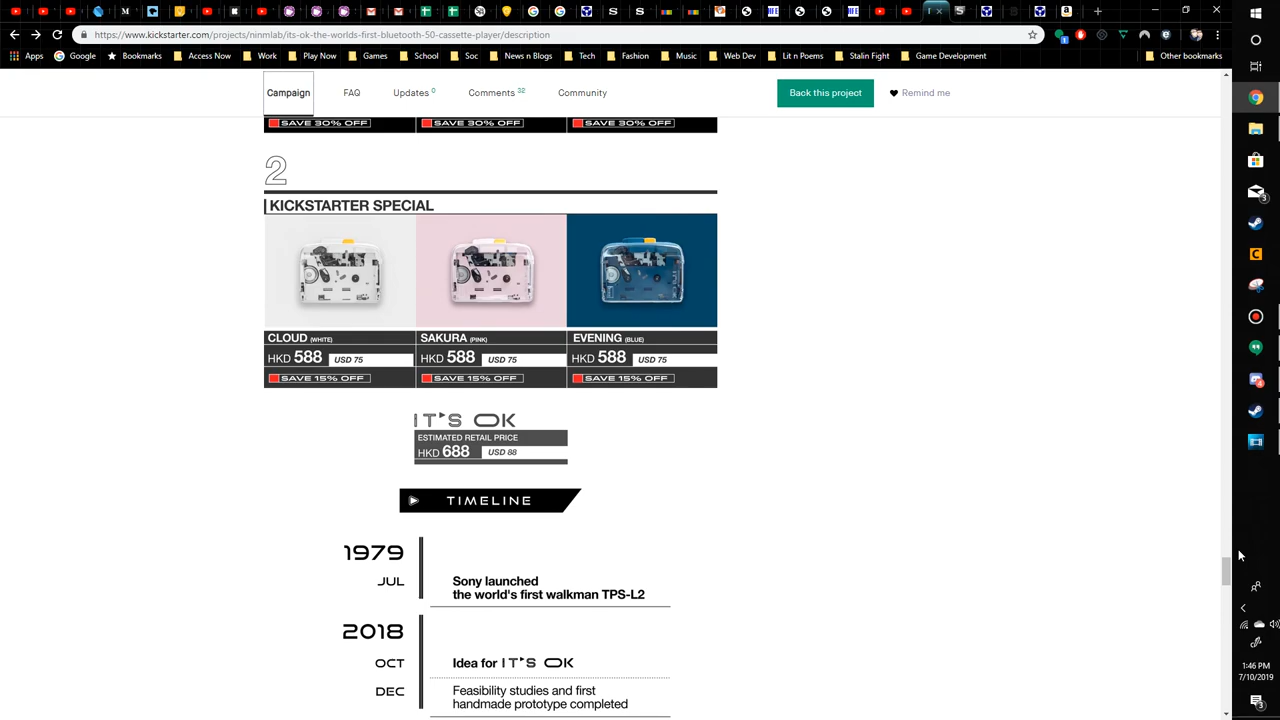 https://www.kickstarter.com/projects/ninmlab/its-ok-the-worlds-first-bluetooth-50-cassette-player/description
Apps Google Bookmarks Access Now Work Play Now Games School Soc News n Blogs Tech Fashion Music Web Dev Lit n Poems Stalin Fight Game Development Other bookmarks
Campaign FAQ Updates 0 Comments 32 Community Back this project Remind me
SAVE 30% OFF SAVE 30% OFF SAVE 30% OFF
2
KICKSTARTER SPECIAL
CLOUD (WHITE) SAKURA (PINK) EVENING (BLUE)
HKD 588 USD 75 HKD 588 USD 75 HKD 588 USD 75
SAVE 15% OFF SAVE 15% OFF SAVE 15% OFF
IT'S OK
ESTIMATED RETAIL PRICE
HKD 688 USD 88
TIMELINE
1979
JUL Sony launched
the world's first walkman TPS-L2
2018
OCT Idea for IT'S OK
DEC Feasibility studies and first
handmade prototype completed
1:46 PM
7/10/2019